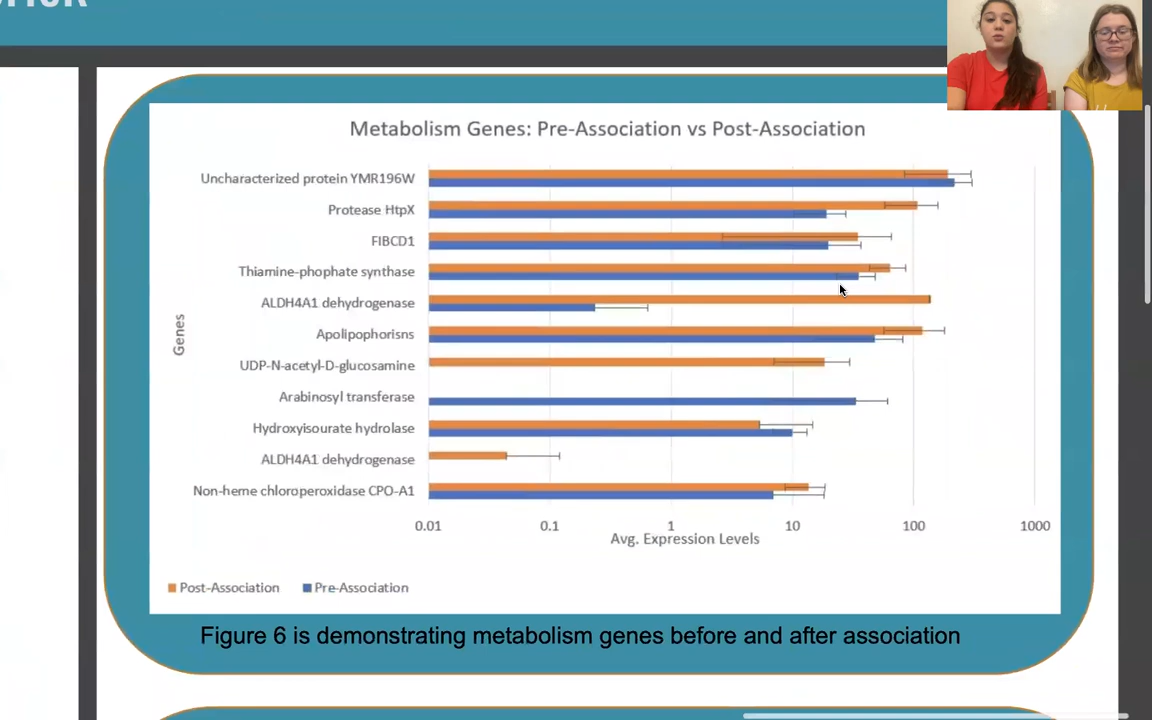 Metabolism Genes: Pre-Association vs Post-Association
Uncharacterized protein YMR196W
Protease HtpX
FIBCD1
Thiamine-phophate synthase
ALDH4A1 dehydrogenase
Apolipophorisns
UDP-N-acetyl-D-glucosamine
Arabinosyl transferase
Hydroxyisourate hydrolase
ALDH4A1 dehydrogenase
Non-heme chloroperoxidase CPO-A1
Genes
0.01 0.1 1 10 100 1000
Avg. Expression Levels
Post-Association Pre-Association
Figure 6 is demonstrating metabolism genes before and after association